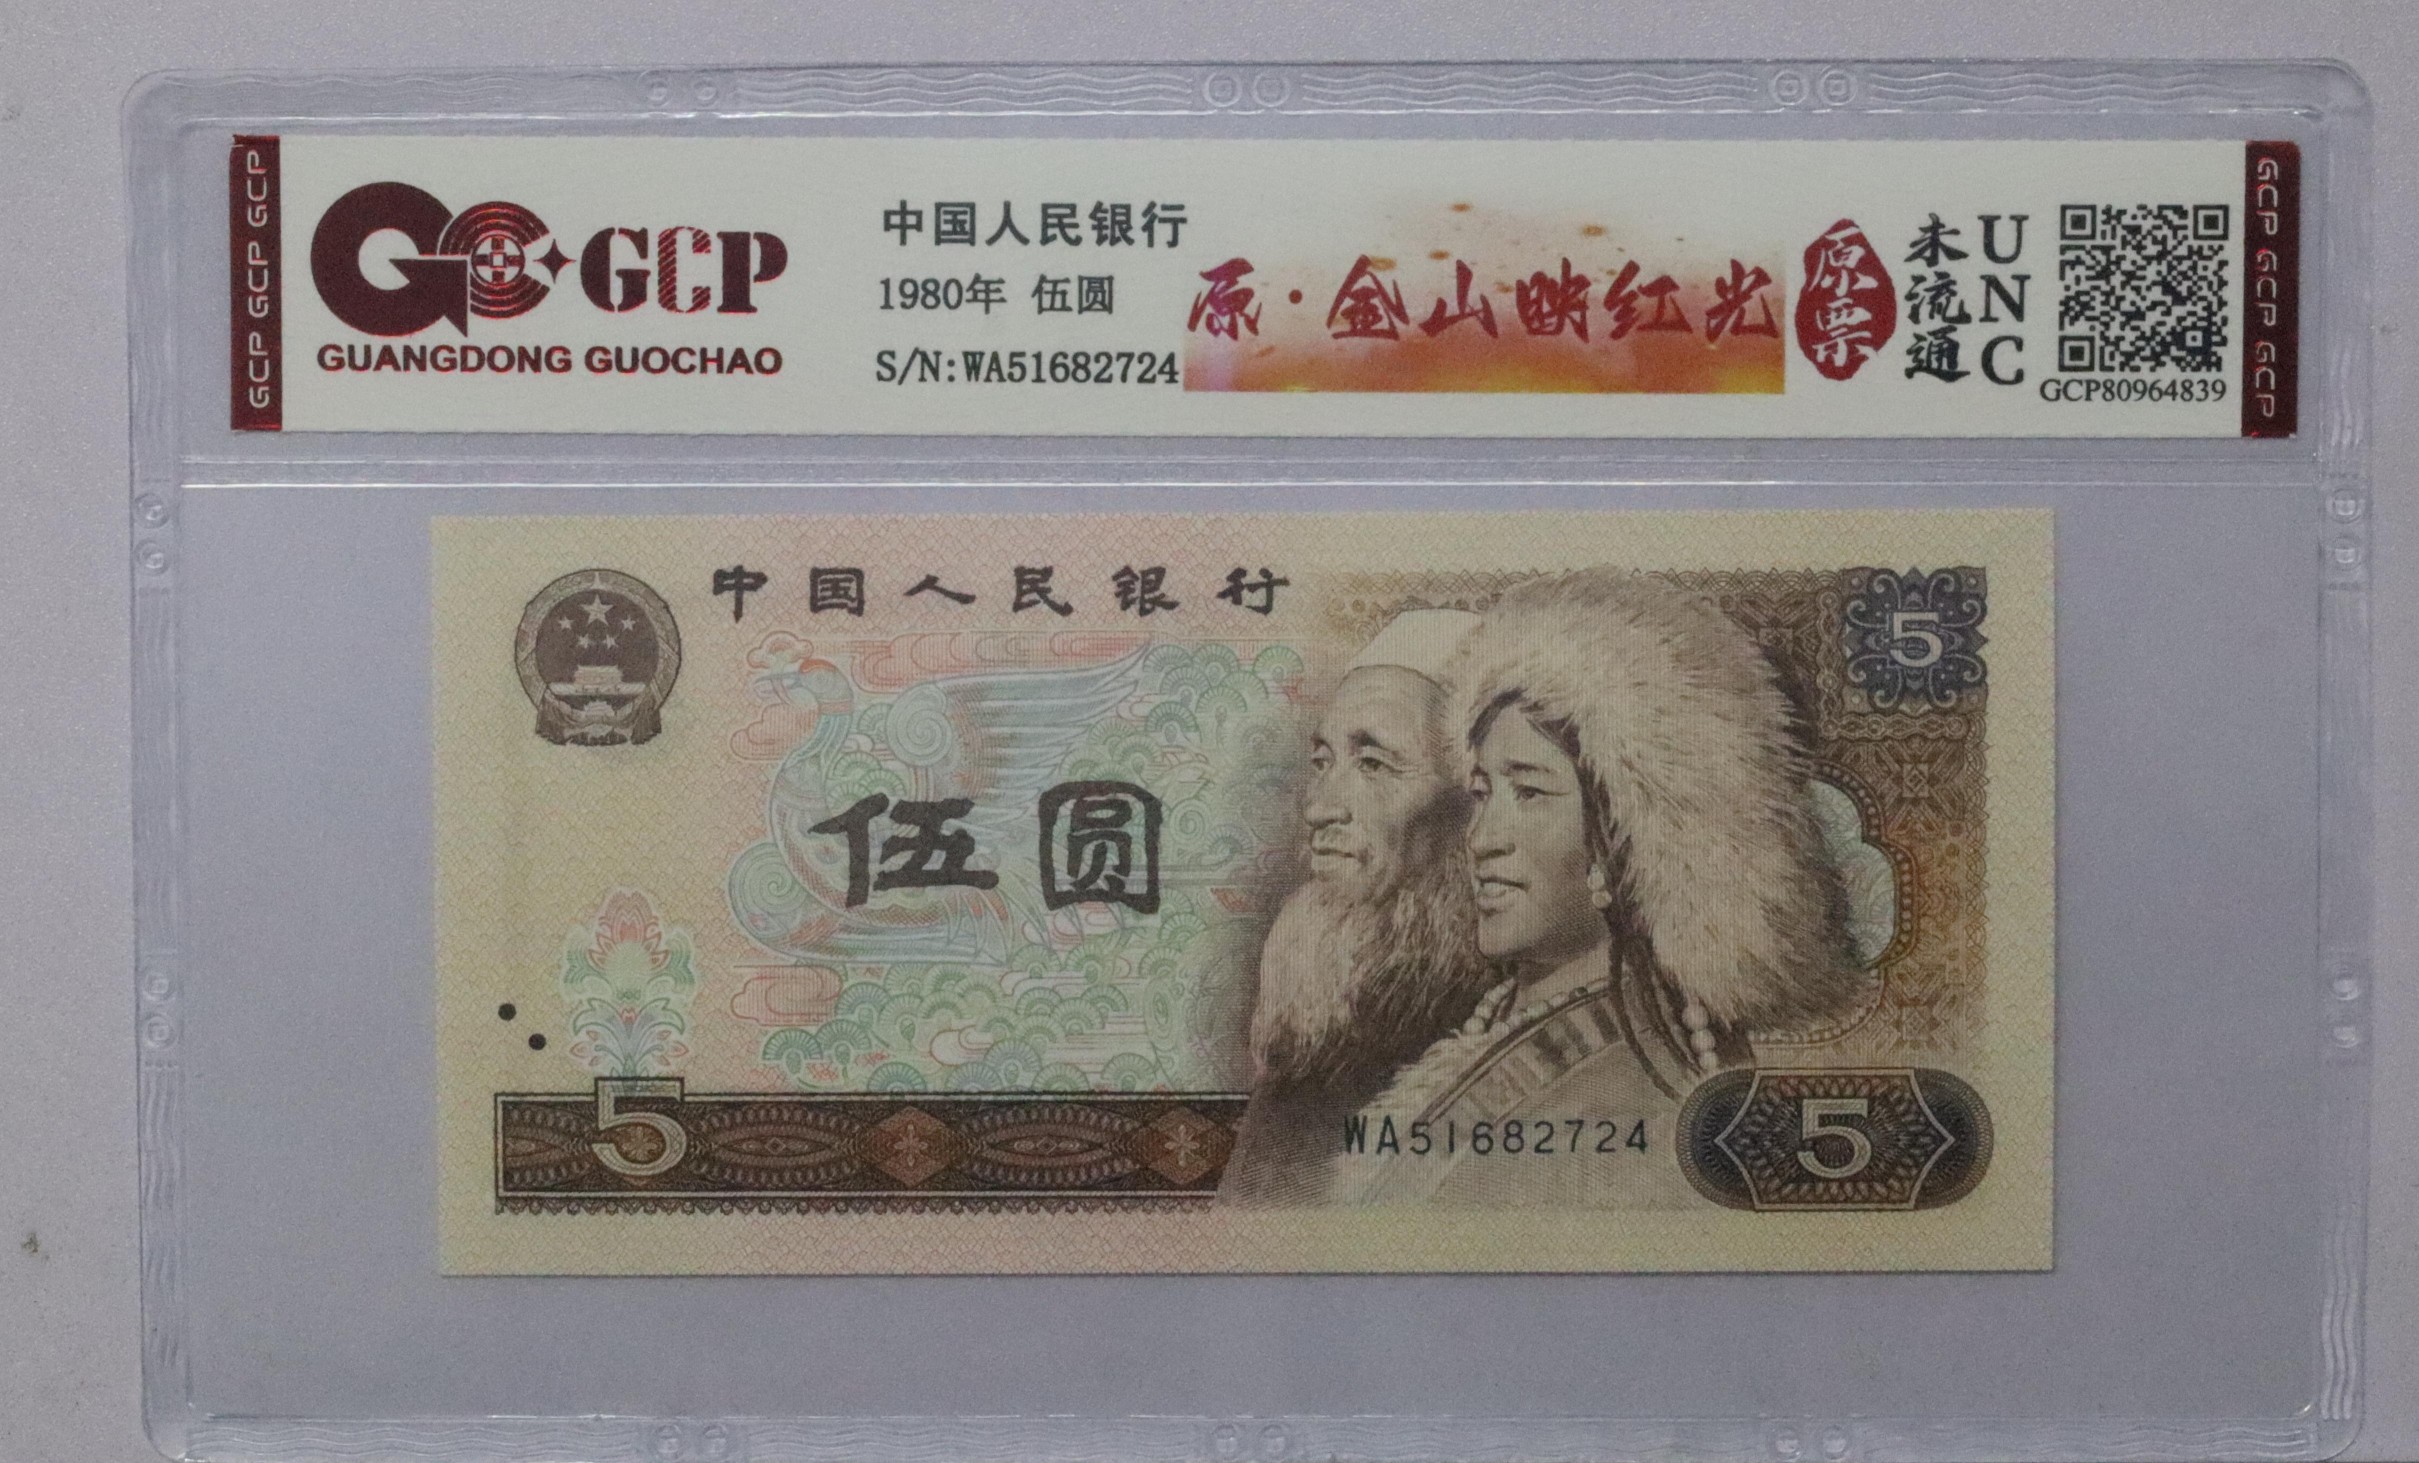 GCP GCP GCP
GCP
GUANGDONG GUOCHAO
中国人民银行
1980年 伍圆
S/N:WA51682724
原·金山映红光
原票
未流通
UNC
GCP80964839
GCP GCP GCP
中国人民银行
5
伍圆
5
WA51682724
5